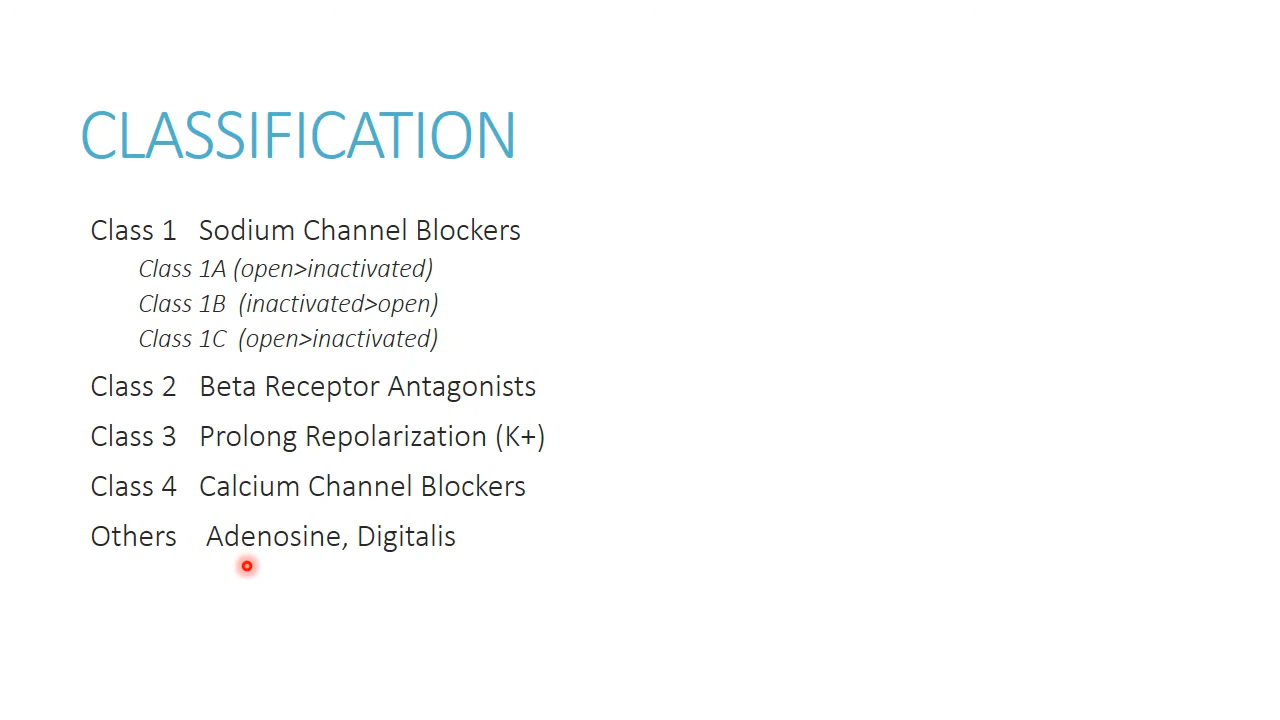 CLASSIFICATION
Class 1 Sodium Channel Blockers
Class 1A (open>inactivated)
Class 1B (inactivated>open)
Class 1C (open>inactivated)
Class 2 Beta Receptor Antagonists
Class 3 Prolong Repolarization (K+)
Class 4 Calcium Channel Blockers
Others Adenosine, Digitalis